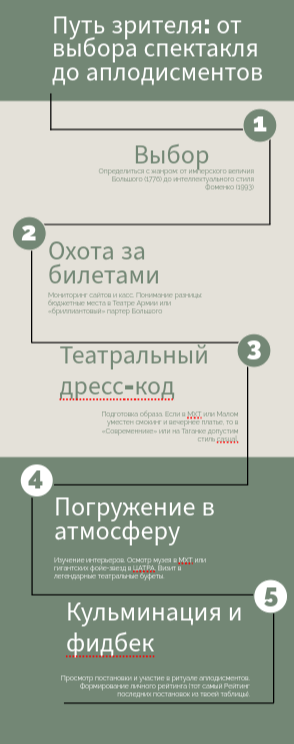 Путь зрителя: от
выбора спектакля
до аплодисментов
1
Выбор
Определиться с жанром: от имперского величия
Большого (1776) до интеллектуального стиля
Фоменко (1993)
2
Охота за
билетами
Мониторинг сайтов и касс. Понимание разницы:
бюджетные места в Театре Армии или
«бриллиантовый» партер Большого
3
Театральный
дресс-код
Подготовка образа. Если в МХТ или Малом
уместен смокинг и вечернее платье, то в
«Современнике» или на Таганке допустим
стиль casual.
4
Погружение в
атмосферу
Изучение интерьеров. Осмотр музея в МХТ или
гигантских фойе-звезд в ЦАТРА. Визит в
легендарные театральные буфеты.
5
Кульминация и
фидбек
Просмотр постановки и участие в ритуале аплодисментов.
Формирование личного рейтинга (тот самый Рейтинг
последних постановок из твоей таблицы).